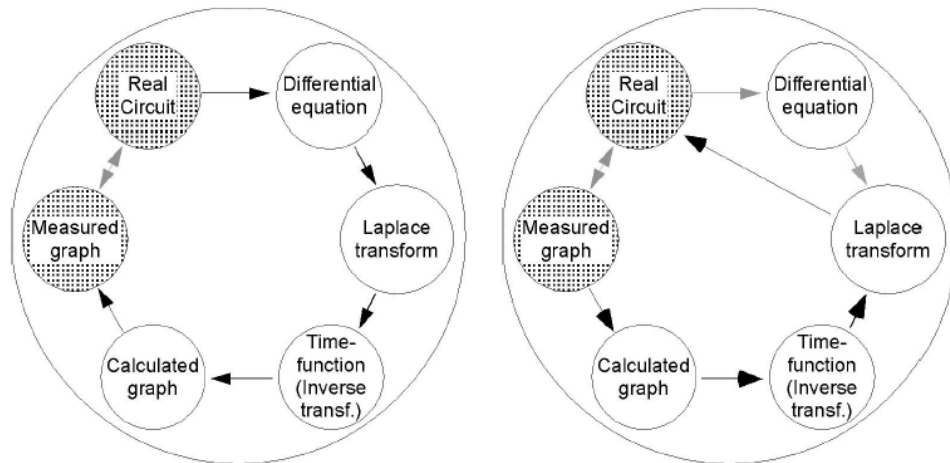 Real
Circuit
Differential
equation
Measured
graph
Laplace
transform
Calculated
graph
Time-
function
(Inverse
transf.)
Real
Circuit
Differential
equation
Measured
graph
Laplace
transform
Calculated
graph
Time-
function
(Inverse
transf.)